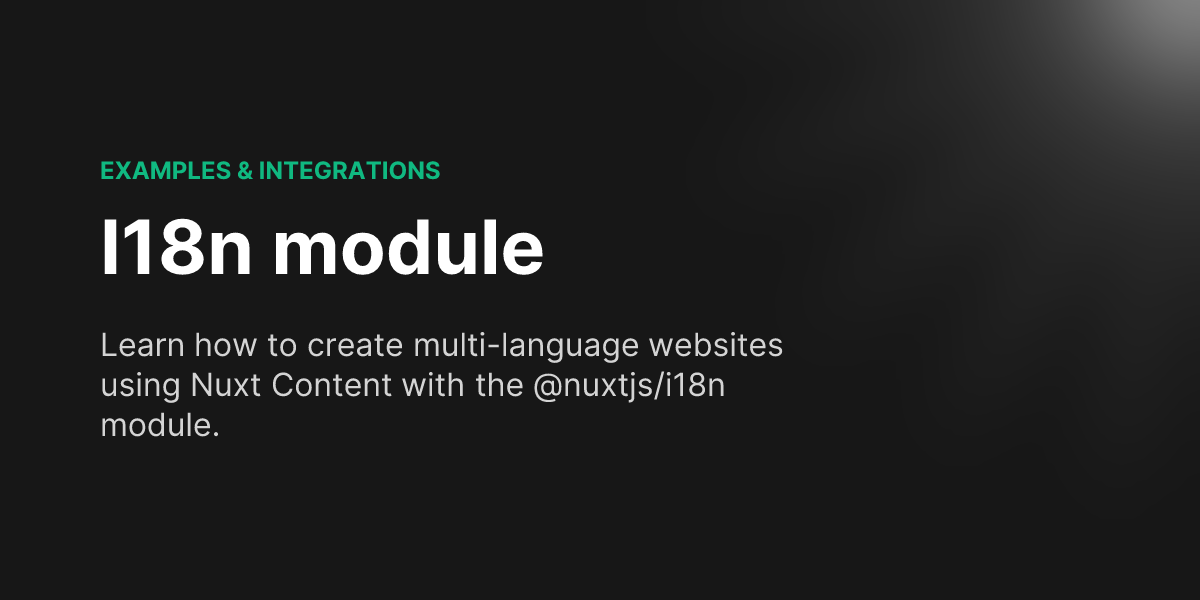 EXAMPLES & INTEGRATIONS
I18n module
Learn how to create multi-language websites
using Nuxt Content with the @nuxtjs/i18n
module.